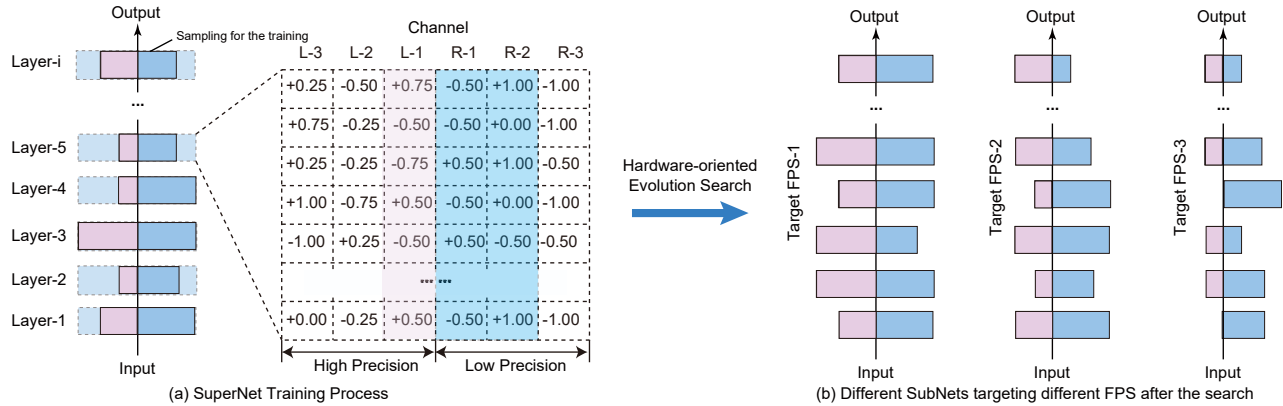 Output
Sampling for the training
Layer-i
...
Layer-5
Layer-4
Layer-3
Layer-2
Layer-1
Input
Channel
L-3 L-2 L-1 R-1 R-2 R-3
+0.25 -0.50 +0.75 -0.50 +1.00 -1.00
+0.75 -0.25 -0.50 -0.50 +0.00 -1.00
+0.25 -0.25 -0.75 +0.50 +1.00 -0.50
+1.00 -0.75 +0.50 -0.50 +0.00 -1.00
-1.00 +0.25 -0.50 +0.50 -0.50 -0.50
... ...
+0.00 -0.25 +0.50 -0.50 +1.00 -1.00
High Precision Low Precision
(a) SuperNet Training Process
Hardware-oriented
Evolution Search
Output
...
Target FPS-1
Input
Output
...
Target FPS-2
Input
Output
...
Target FPS-3
Input
(b) Different SubNets targeting different FPS after the search